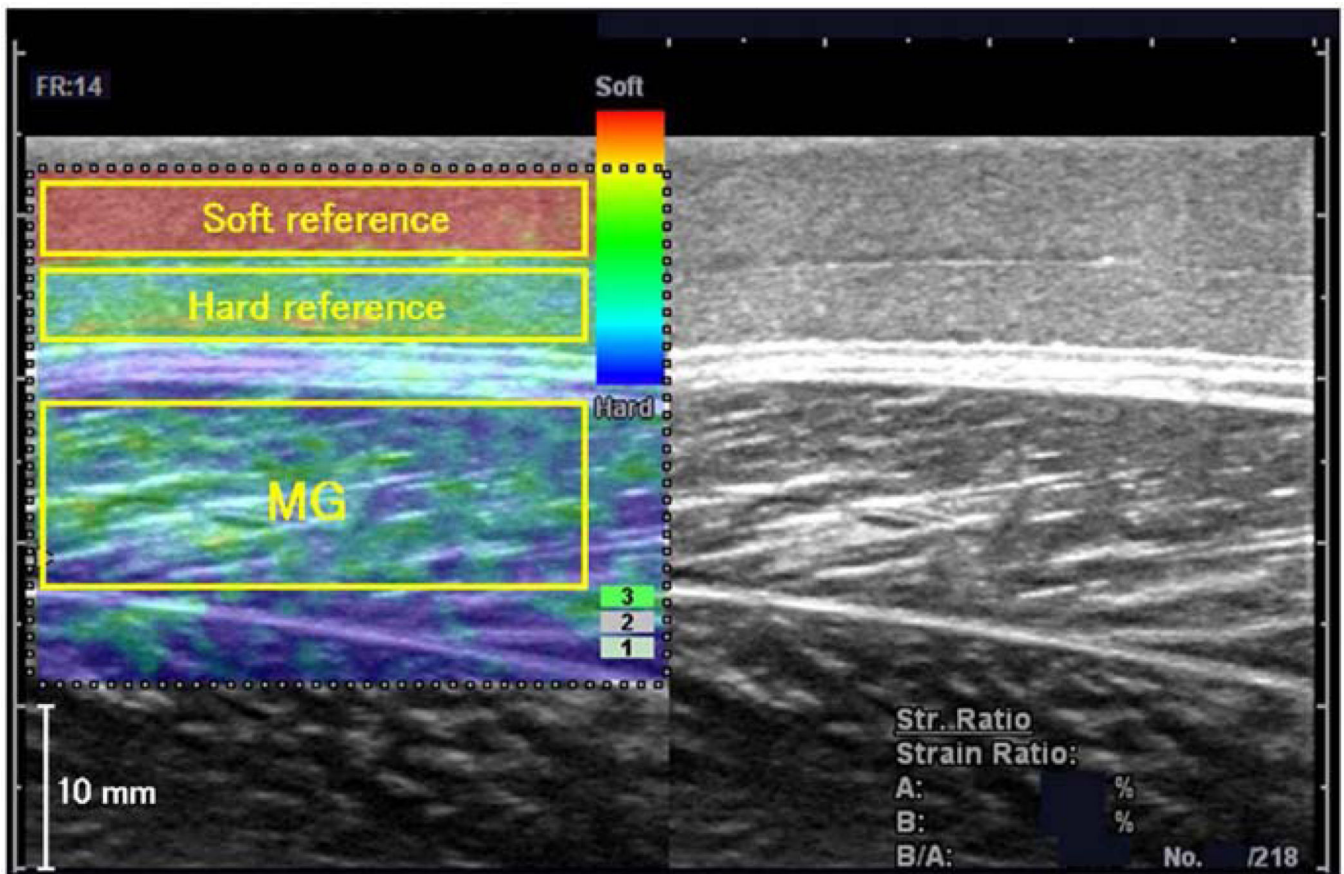 FR:14
Soft
Soft reference
Hard reference
Hard
MG
3
2
1
10 mm
Str..Ratio
Strain Ratio:
A: %
B: %
B/A:
No. /218